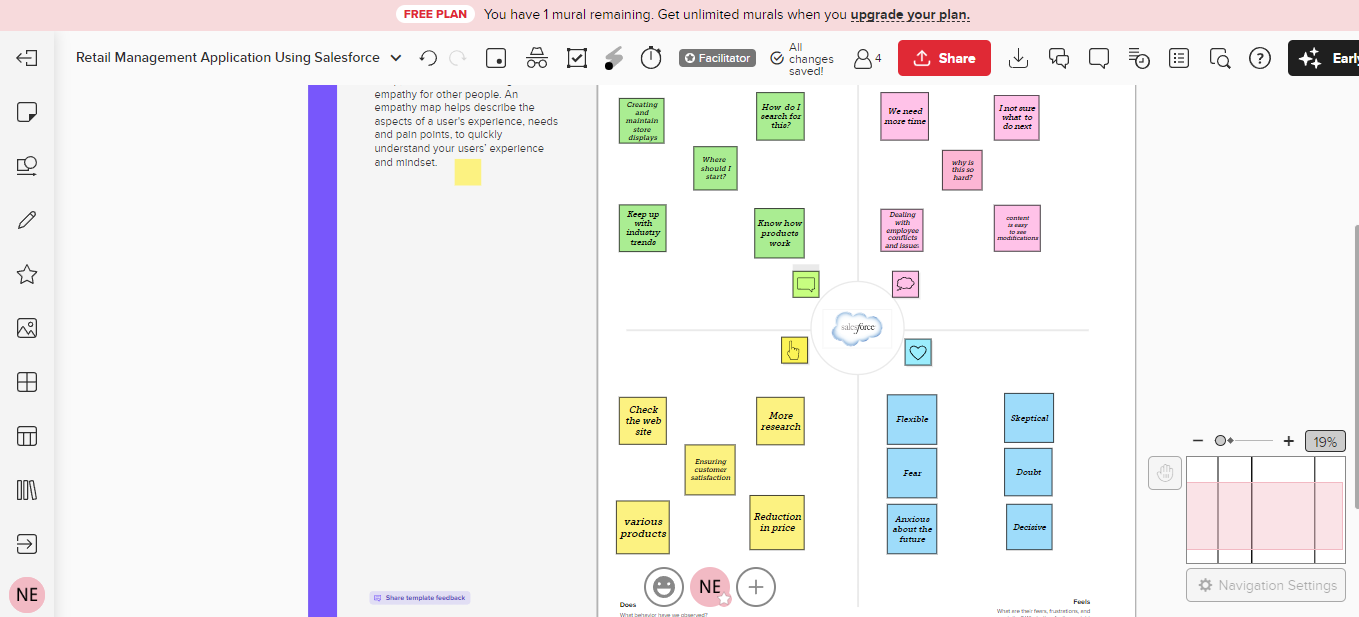 FREE PLAN You have 1 mural remaining. Get unlimited murals when you upgrade your plan.
Retail Management Application Using Salesforce
Facilitator
All
changes
saved!
4
Share
?
Early
empathy for other people. An
empathy map helps describe the
aspects of a user's experience, needs
and pain points, to quickly
understand your users' experience
and mindset.
Creating
and
maintain
store
displays
How do I
search for
this?
Where
should I
start?
Keep up
with
industry
trends
Know how
products
work
We need
more time
I not sure
what to
do next
why is
this so
hard?
Dealing
with
employee
conflicts
and issues
content
is easy
to see
modifications
salesforce
Check
the web
site
More
research
Ensuring
customer
satisfaction
various
products
Reduction
in price
Flexible
Skeptical
Fear
Doubt
Anxious
about the
future
Decisive
19%
Navigation Settings
NE
NE
Share template feedback
Does
What behavior have we observed?
Feels
What are their fears, frustrations, and